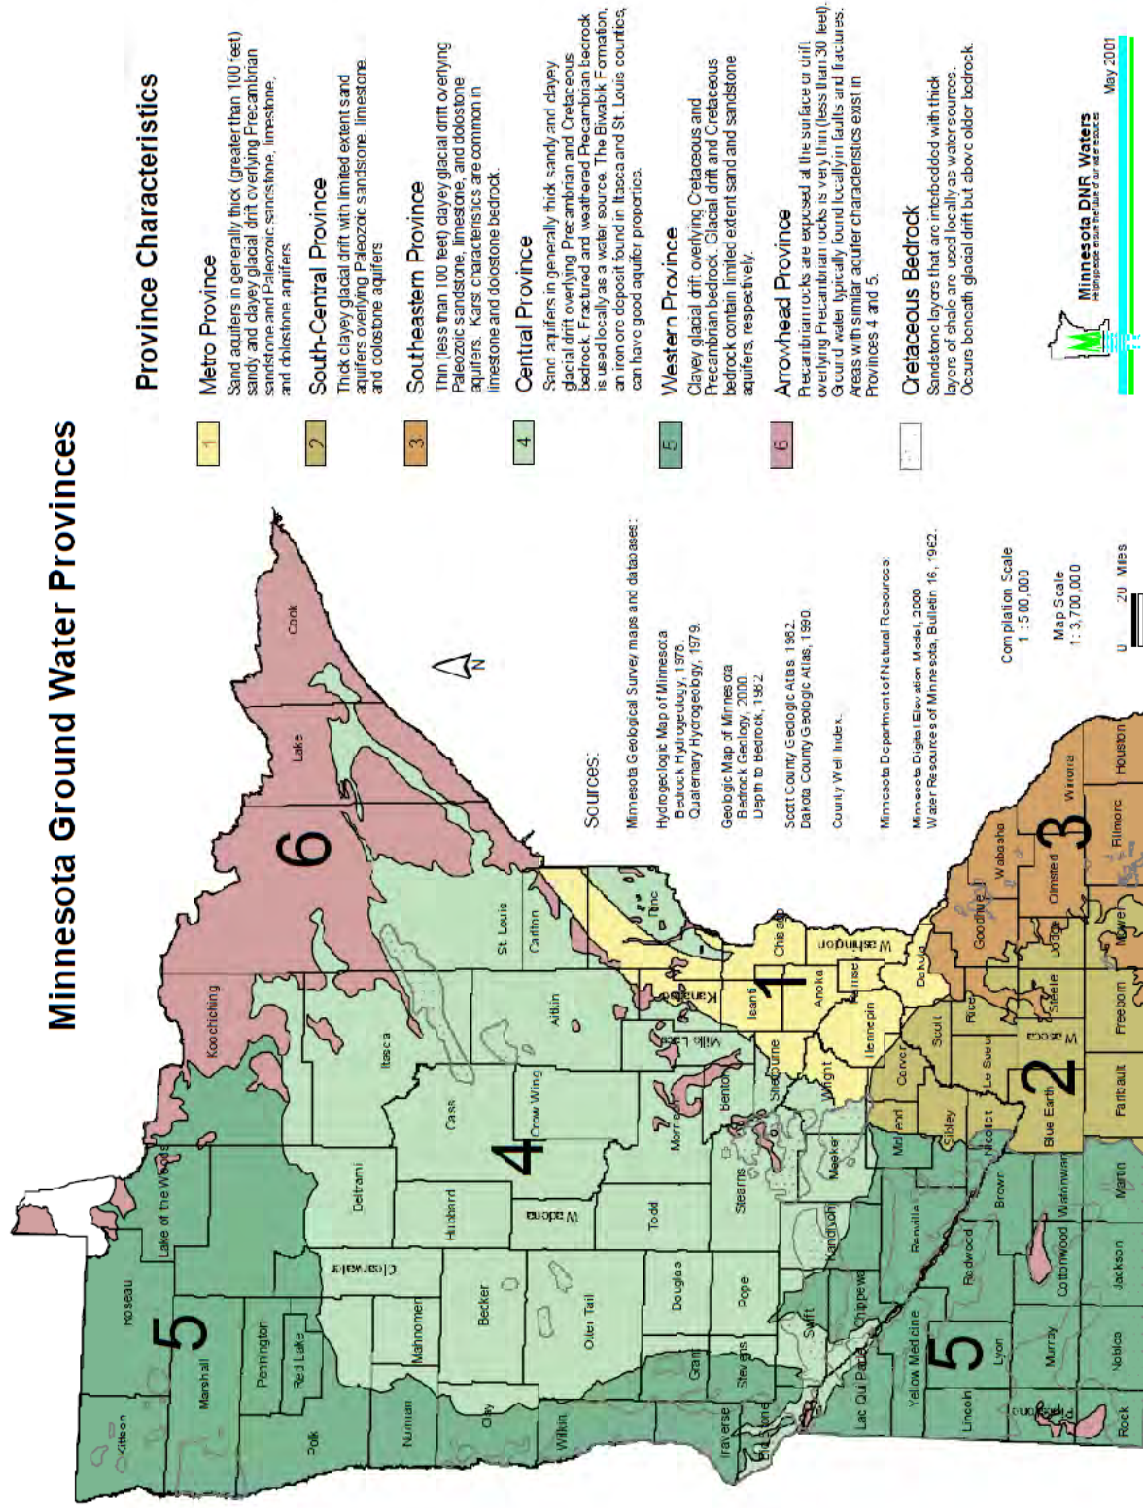 Minnesota Ground Water Provinces
Province Characteristics
1
Metro Province
Sand aquifers in generally thick (greater than 100 feet)
sandy and clayey glacial drift overlying Precambrian
sandstone and Paleozoic sandstone, limestone,
and dolostone aquifers
2
South-Central Province
Thick clayey glacial drift with limited extent sand
aquifers overlying Paleozoic sandstone, limestone,
and dolostone aquifers
3
Southeastern Province
Thin (less than 100 feet) clayey glacial drift overlying
Paleozoic sandstone, limestone, and dolostone
aquifers. Karst characteristics are common in
limestone and dolostone bedrock.
4
Central Province
Sand aquifers in generally thick sandy and clayey
glacial drift overlying Precambrian and Cretaceous
bedrock. Fractured and weathered Precambrian bedrock
is used locally as a water source. The Biwabik Formation,
an iron ore deposit found in Itasca and St. Louis counties,
can have good aquifer properties.
5
Western Province
Clayey glacial drift overlying Cretaceous and
Precambrian bedrock. Glacial drift and Cretaceous
bedrock contain limited extent sand and sandstone
aquifers, respectively.
6
Arrowhead Province
Precambrian rocks are exposed at the surface or drift
overlying Precambrian rocks is very thin (less than 30 feet).
Ground water typically found locally in faults and fractures.
Areas with similar aquifer characteristics exist in
Provinces 4 and 5.
Cretaceous Bedrock
Sandstone layers that are interbedded with thick
layers of shale are used locally as water sources.
Occurs beneath glacial drift but above older bedrock.
Minnesota DNR Waters
Helping people ensure the future of our water resources
May 2001
N
Sources:
Minnesota Geological Survey maps and databases:
Hydrogeologic Map of Minnesota
Bedrock Hydrogeology, 1978.
Quaternary Hydrogeology, 1979.
Geologic Map of Minnesota
Bedrock Geology, 2000.
Depth to Bedrock, 1982
Scott County Geologic Atlas, 1982.
Dakota County Geologic Atlas, 1990.
County Well Index.
Minnesota Department of Natural Resources:
Minnesota Digital Elevation Model, 2000
Water Resources of Minnesota, Bulletin 16, 1962.
Compilation Scale
1 :500,000
Map Scale
1: 3,700,000
0 20 Miles
Kittson
Roseau
Lake of the Woods
Koochiching
Marshall
5
Pennington
Red Lake
Polk
Beltrami
Clearwater
Itasca
St. Louis
6
Lake
Cook
Norman
Mahnomen
Hubbard
Cass
Clay
Becker
4
Wadena
Crow Wing
Aitkin
Carlton
Wilkin
Otter Tail
Todd
Morrison
Mille Lacs
Kanabec
Pine
Grant
Douglas
Traverse
Stevens
Pope
Stearns
Benton
Isanti
Chisago
1
Big Stone
Swift
Kandiyohi
Meeker
Sherburne
Wright
Anoka
Washington
Ramsey
Hennepin
Lac Qui Parle
Chippewa
Renville
McLeod
Carver
Scott
Dakota
Yellow Medicine
Lincoln
Lyon
5
Redwood
Brown
Sibley
Nicollet
Le Sueur
Rice
Goodhue
Wabasha
Pipestone
Murray
Cottonwood
Watonwan
Blue Earth
2
Steele
Dodge
Olmsted
3
Winona
Rock
Nobles
Jackson
Martin
Faribault
Freeborn
Mower
Fillmore
Houston